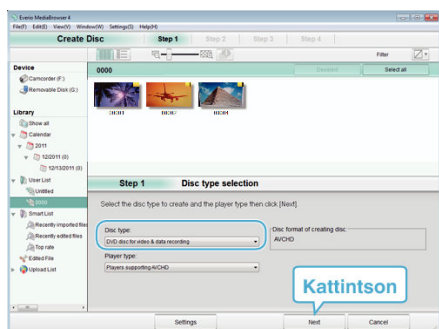 Everio MediaBrowser 4
File(F) Edit(E) View(V) Window(W) Settings(S) Help(H)
Create Disc Step 1 Step 2 Step 3 Step 4
Filter
Device
0000 Select all
Camcorder (F:)
Removable Disk (G:)
Library
00001 00002 00004
Show all
Calendar
2011
12/2011 (0)
12/13/2011 (0)
User List
Untitled
0000
Smart List
Recently imported files
Recently edited files
Top rate
Edited File
Upload List
Step 1 Disc type selection
Select the disc type to create and the player type then click [Next].
Disc type:
DVD disc for video & data recording
Disc format of creating disc
AVCHD
Player type:
Players supporting AVCHD
Kattintson
Settings Next Cancel